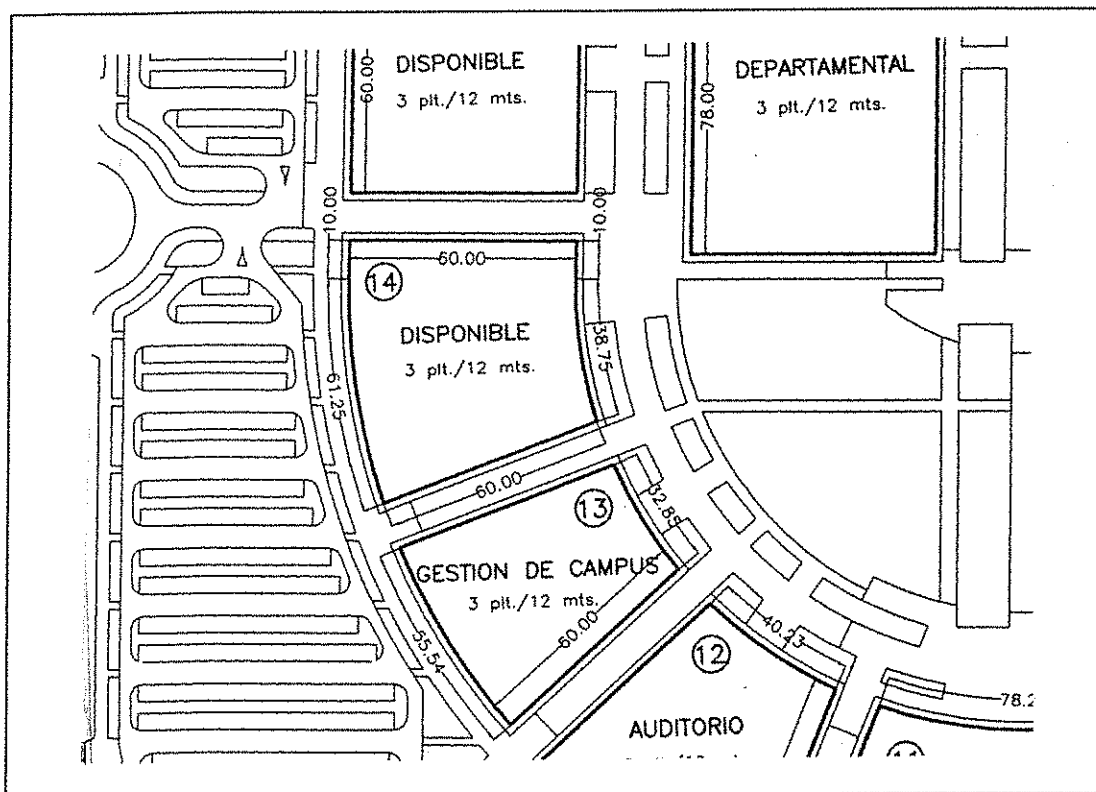 DISPONIBLE
3 plt./12 mts.
60.00
DEPARTAMENTAL
3 plt./12 mts.
78.00
10.00
10.00
60.00
14
DISPONIBLE
3 plt./12 mts.
38.75
61.25
60.00
13
32.85
GESTION DE CAMPUS
3 plt./12 mts.
60.00
55.54
12
40.23
AUDITORIO
78.2